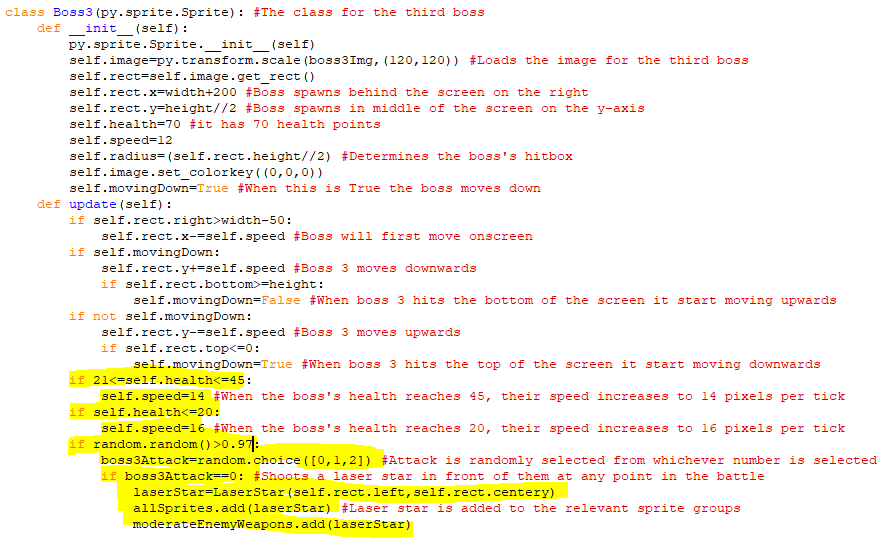 class Boss3(py.sprite.Sprite): #The class for the third boss
    def __init__(self):
        py.sprite.Sprite.__init__(self)
        self.image=py.transform.scale(boss3Img,(120,120)) #Loads the image for the third boss
        self.rect=self.image.get_rect()
        self.rect.x=width+200 #Boss spawns behind the screen on the right
        self.rect.y=height//2 #Boss spawns in middle of the screen on the y-axis
        self.health=70 #it has 70 health points
        self.speed=12
        self.radius=(self.rect.height//2) #Determines the boss's hitbox
        self.image.set_colorkey((0,0,0))
        self.movingDown=True #When this is True the boss moves down
    def update(self):
        if self.rect.right>width-50:
            self.rect.x-=self.speed #Boss will first move onscreen
        if self.movingDown:
            self.rect.y+=self.speed #Boss 3 moves downwards
            if self.rect.bottom>=height:
                self.movingDown=False #When boss 3 hits the bottom of the screen it start moving upwards
        if not self.movingDown:
            self.rect.y-=self.speed #Boss 3 moves upwards
            if self.rect.top<=0:
                self.movingDown=True #When boss 3 hits the top of the screen it start moving downwards
        if 21<=self.health<=45:
            self.speed=14 #When the boss's health reaches 45, their speed increases to 14 pixels per tick
        if self.health<=20:
            self.speed=16 #When the boss's health reaches 20, their speed increases to 16 pixels per tick
        if random.random()>0.97:
            boss3Attack=random.choice([0,1,2]) #Attack is randomly selected from whichever number is selected
            if boss3Attack==0: #Shoots a laser star in front of them at any point in the battle
                laserStar=LaserStar(self.rect.left,self.rect.centery)
                allSprites.add(laserStar) #Laser star is added to the relevant sprite groups
                moderateEnemyWeapons.add(laserStar)